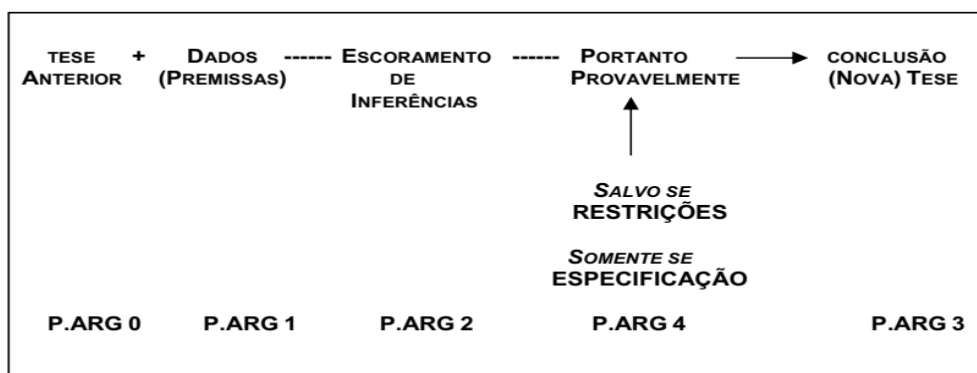 TESE + DADOS ------ ESCORAMENTO ------ PORTANTO CONCLUSÃO
ANTERIOR (PREMISSAS) DE PROVAVELMENTE (NOVA) TESE
INFERÊNCIAS
SALVO SE
RESTRIÇÕES
SOMENTE SE
ESPECIFICAÇÃO
P.ARG 0 P.ARG 1 P.ARG 2 P.ARG 4 P.ARG 3